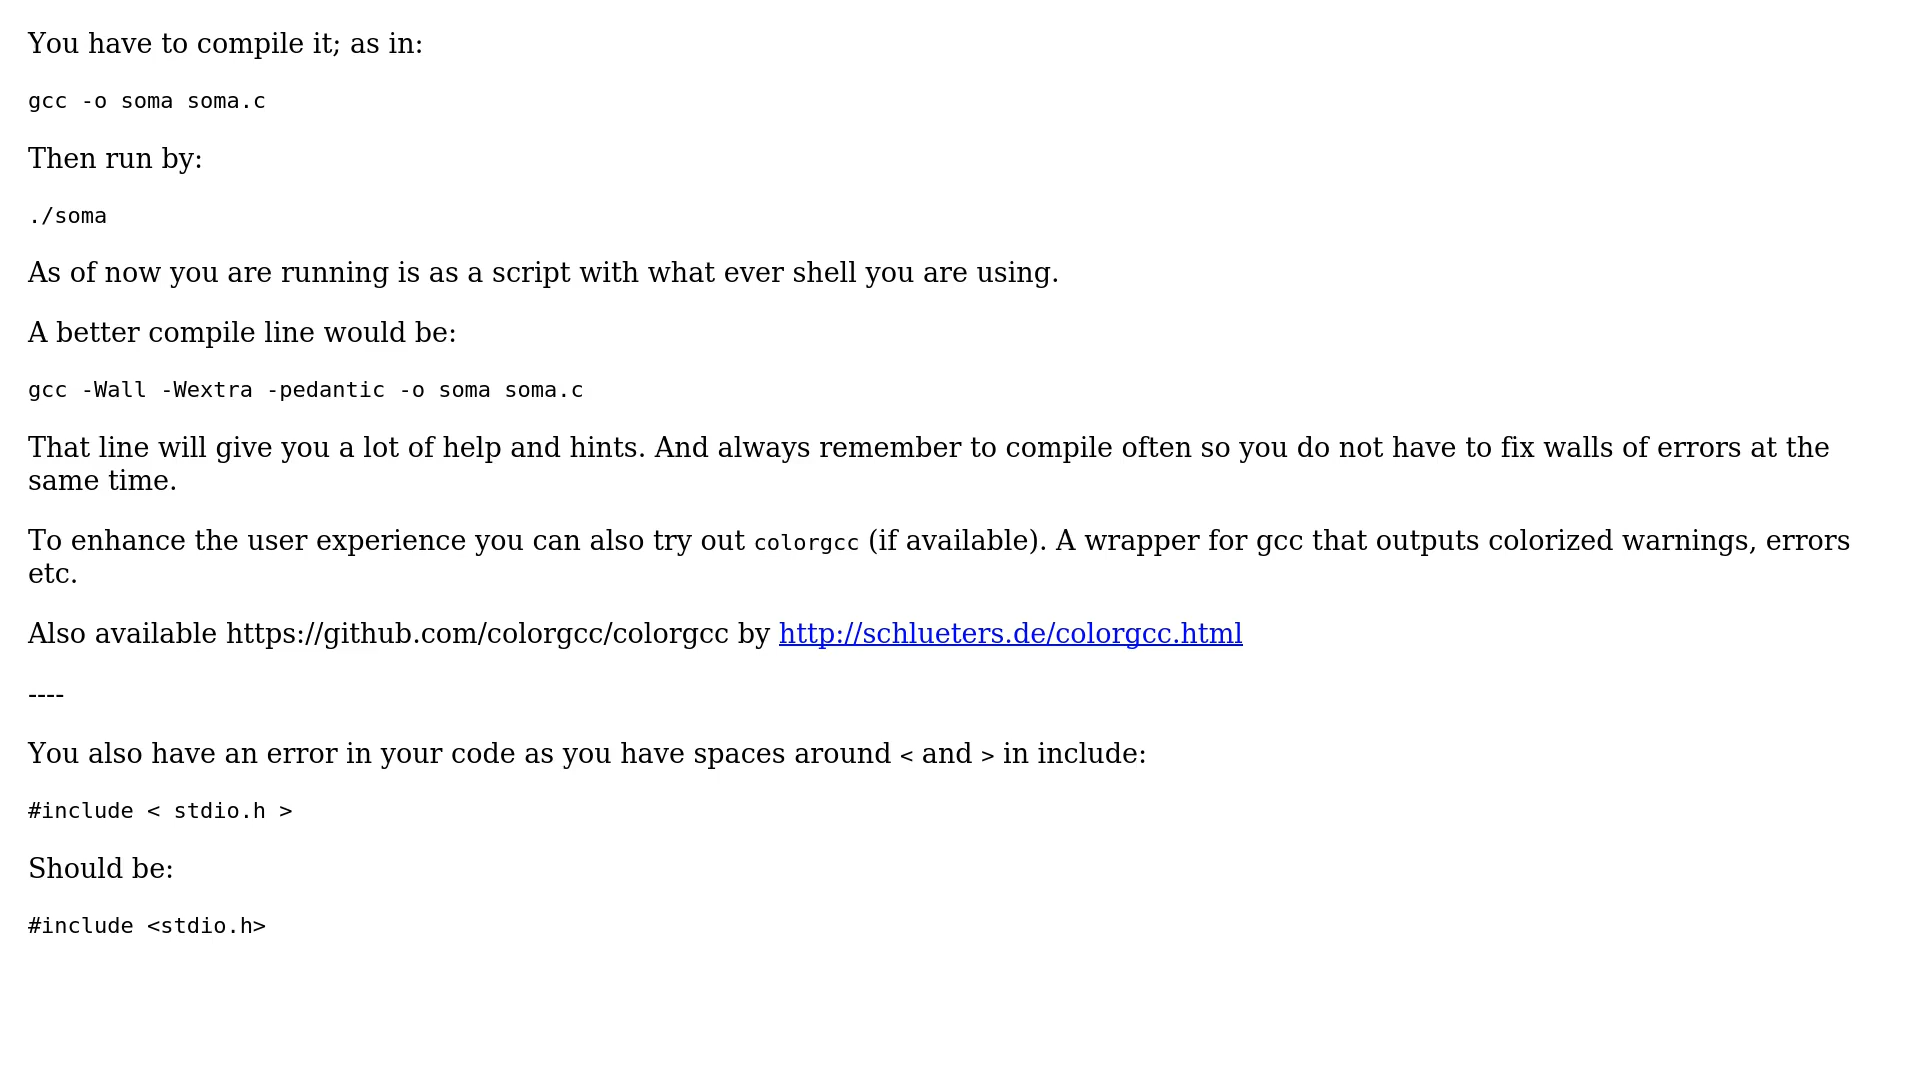 You have to compile it; as in:
gcc -o soma soma.c
Then run by:
./soma
As of now you are running is as a script with what ever shell you are using.
A better compile line would be:
gcc -Wall -Wextra -pedantic -o soma soma.c
That line will give you a lot of help and hints. And always remember to compile often so you do not have to fix walls of errors at the
same time.
To enhance the user experience you can also try out colorgcc (if available). A wrapper for gcc that outputs colorized warnings, errors
etc.
Also available https://github.com/colorgcc/colorgcc by http://schlueters.de/colorgcc.html
----
You also have an error in your code as you have spaces around < and > in include:
#include < stdio.h >
Should be:
#include <stdio.h>